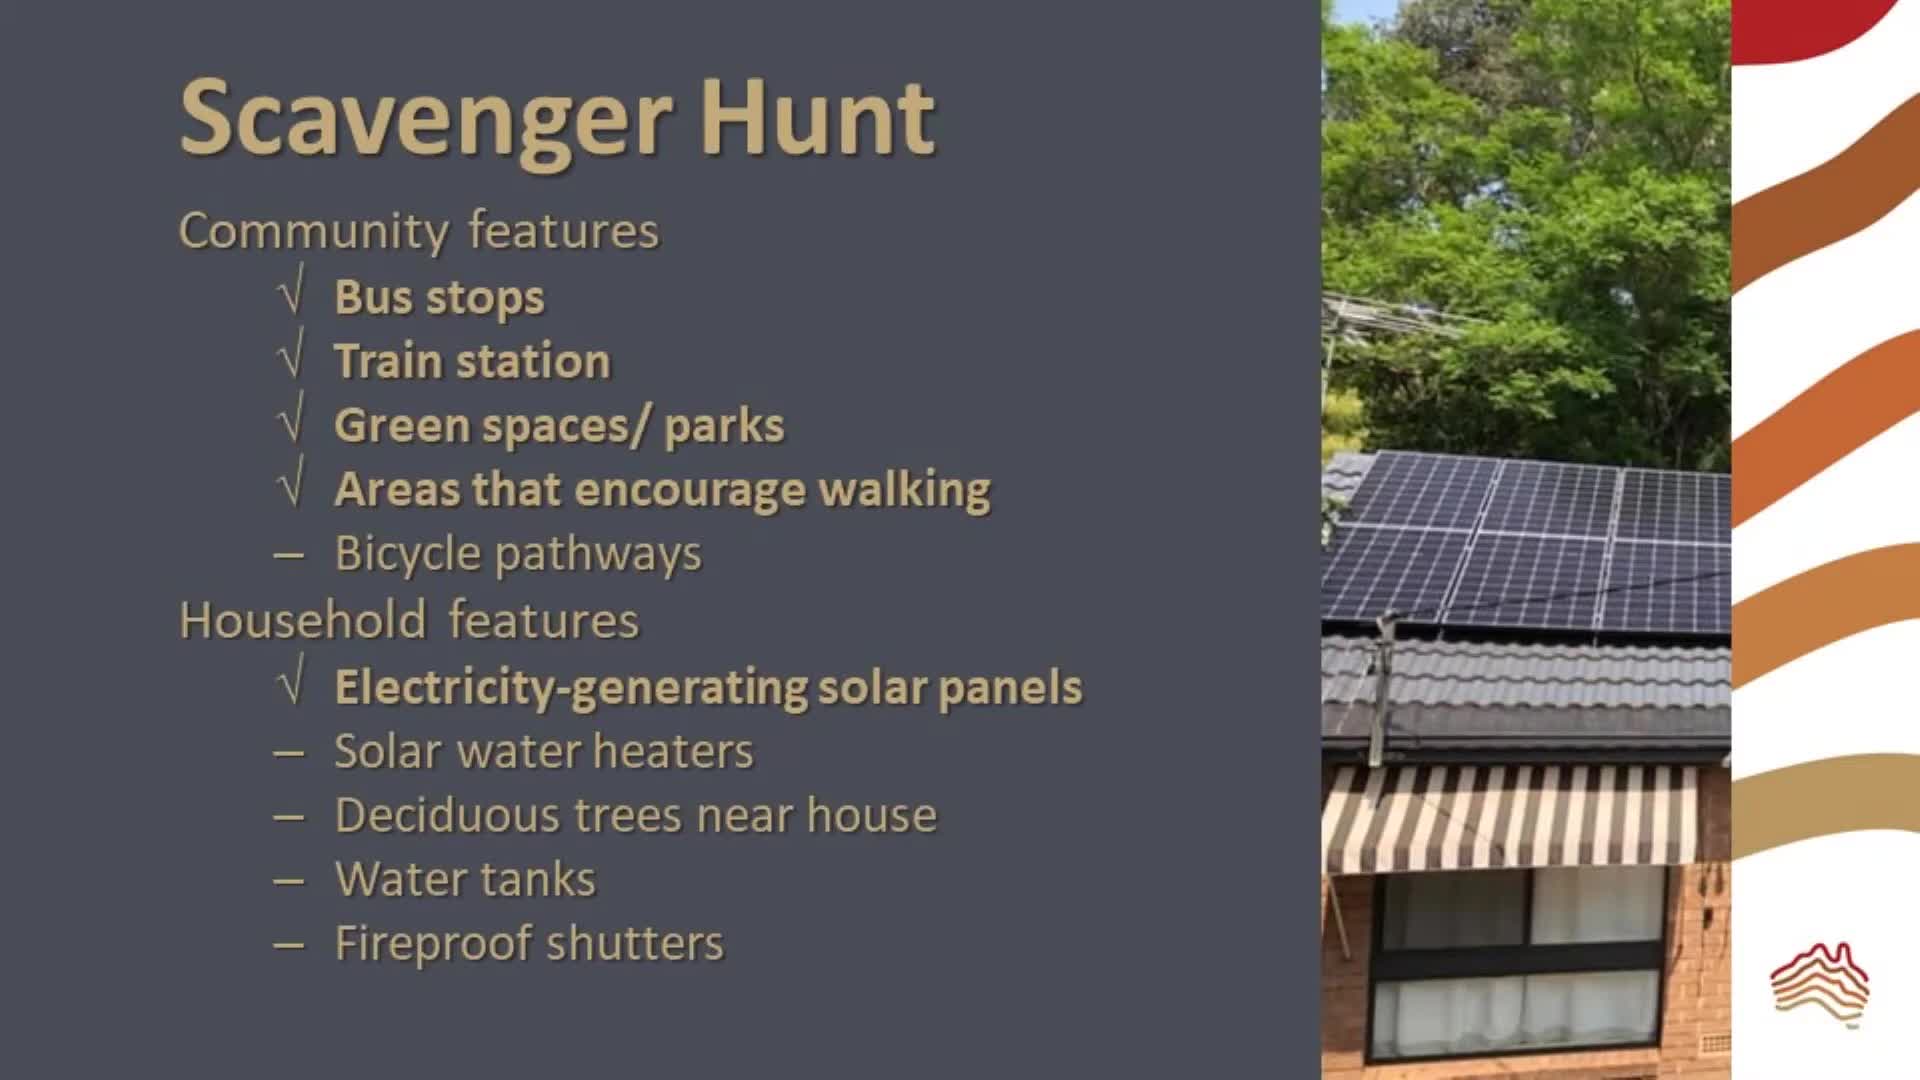 Scavenger Hunt
Community features
√ Bus stops
√ Train station
√ Green spaces/ parks
√ Areas that encourage walking
– Bicycle pathways
Household features
√ Electricity-generating solar panels
– Solar water heaters
– Deciduous trees near house
– Water tanks
– Fireproof shutters